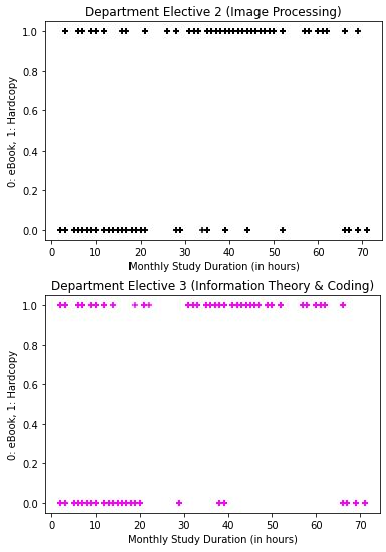 Department Elective 2 (Image Processing)
1.0
0.8
0.6
0.4
0.2
0.0
0: eBook, 1: Hardcopy
0 10 20 30 40 50 60 70
Monthly Study Duration (in hours)
Department Elective 3 (Information Theory & Coding)
1.0
0.8
0.6
0.4
0.2
0.0
0: eBook, 1: Hardcopy
0 10 20 30 40 50 60 70
Monthly Study Duration (in hours)